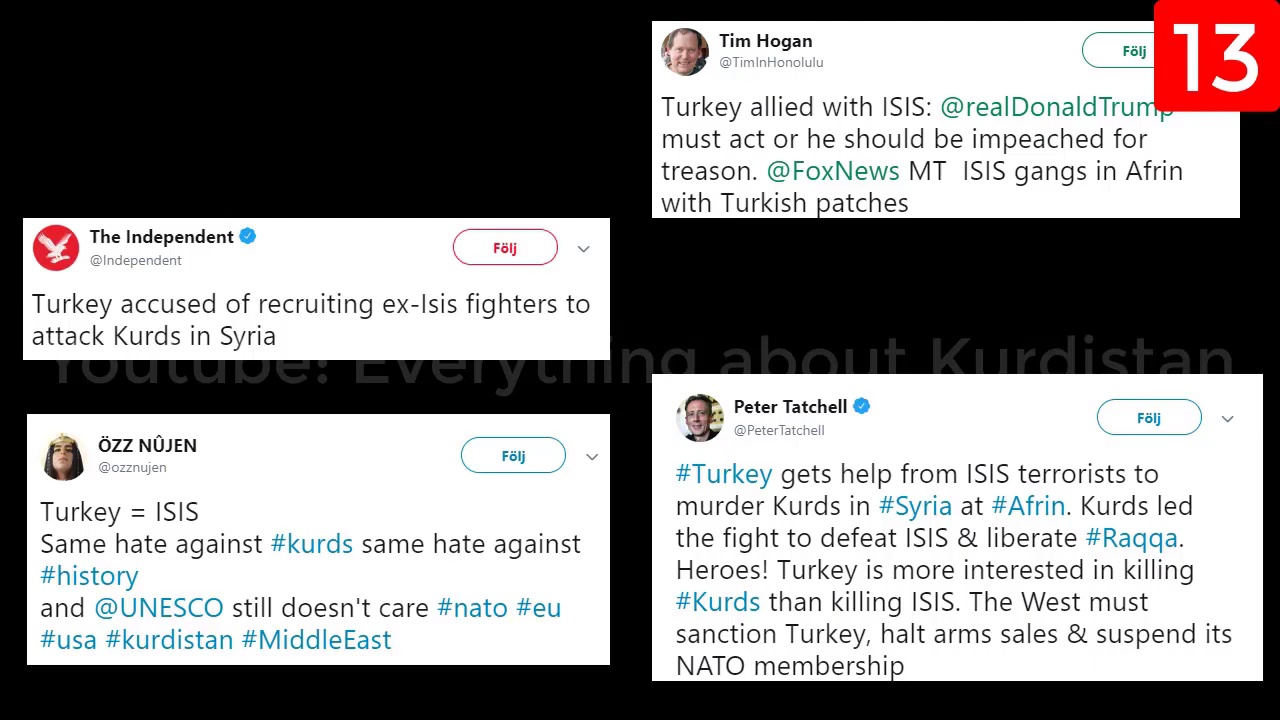 Tim Hogan
@TimInHonolulu
Följ
13
Turkey allied with ISIS: @realDonaldTrump
must act or he should be impeached for
treason. @FoxNews MT ISIS gangs in Afrin
with Turkish patches
The Independent
@Independent
Följ
Turkey accused of recruiting ex-Isis fighters to
attack Kurds in Syria
Youtube! Everything about Kurdistan
ÖZZ NÛJEN
@ozznujen
Följ
Turkey = ISIS
Same hate against #kurds same hate against
#history
and @UNESCO still doesn't care #nato #eu
#usa #kurdistan #MiddleEast
Peter Tatchell
@PeterTatchell
Följ
#Turkey gets help from ISIS terrorists to
murder Kurds in #Syria at #Afrin. Kurds led
the fight to defeat ISIS & liberate #Raqqa.
Heroes! Turkey is more interested in killing
#Kurds than killing ISIS. The West must
sanction Turkey, halt arms sales & suspend its
NATO membership